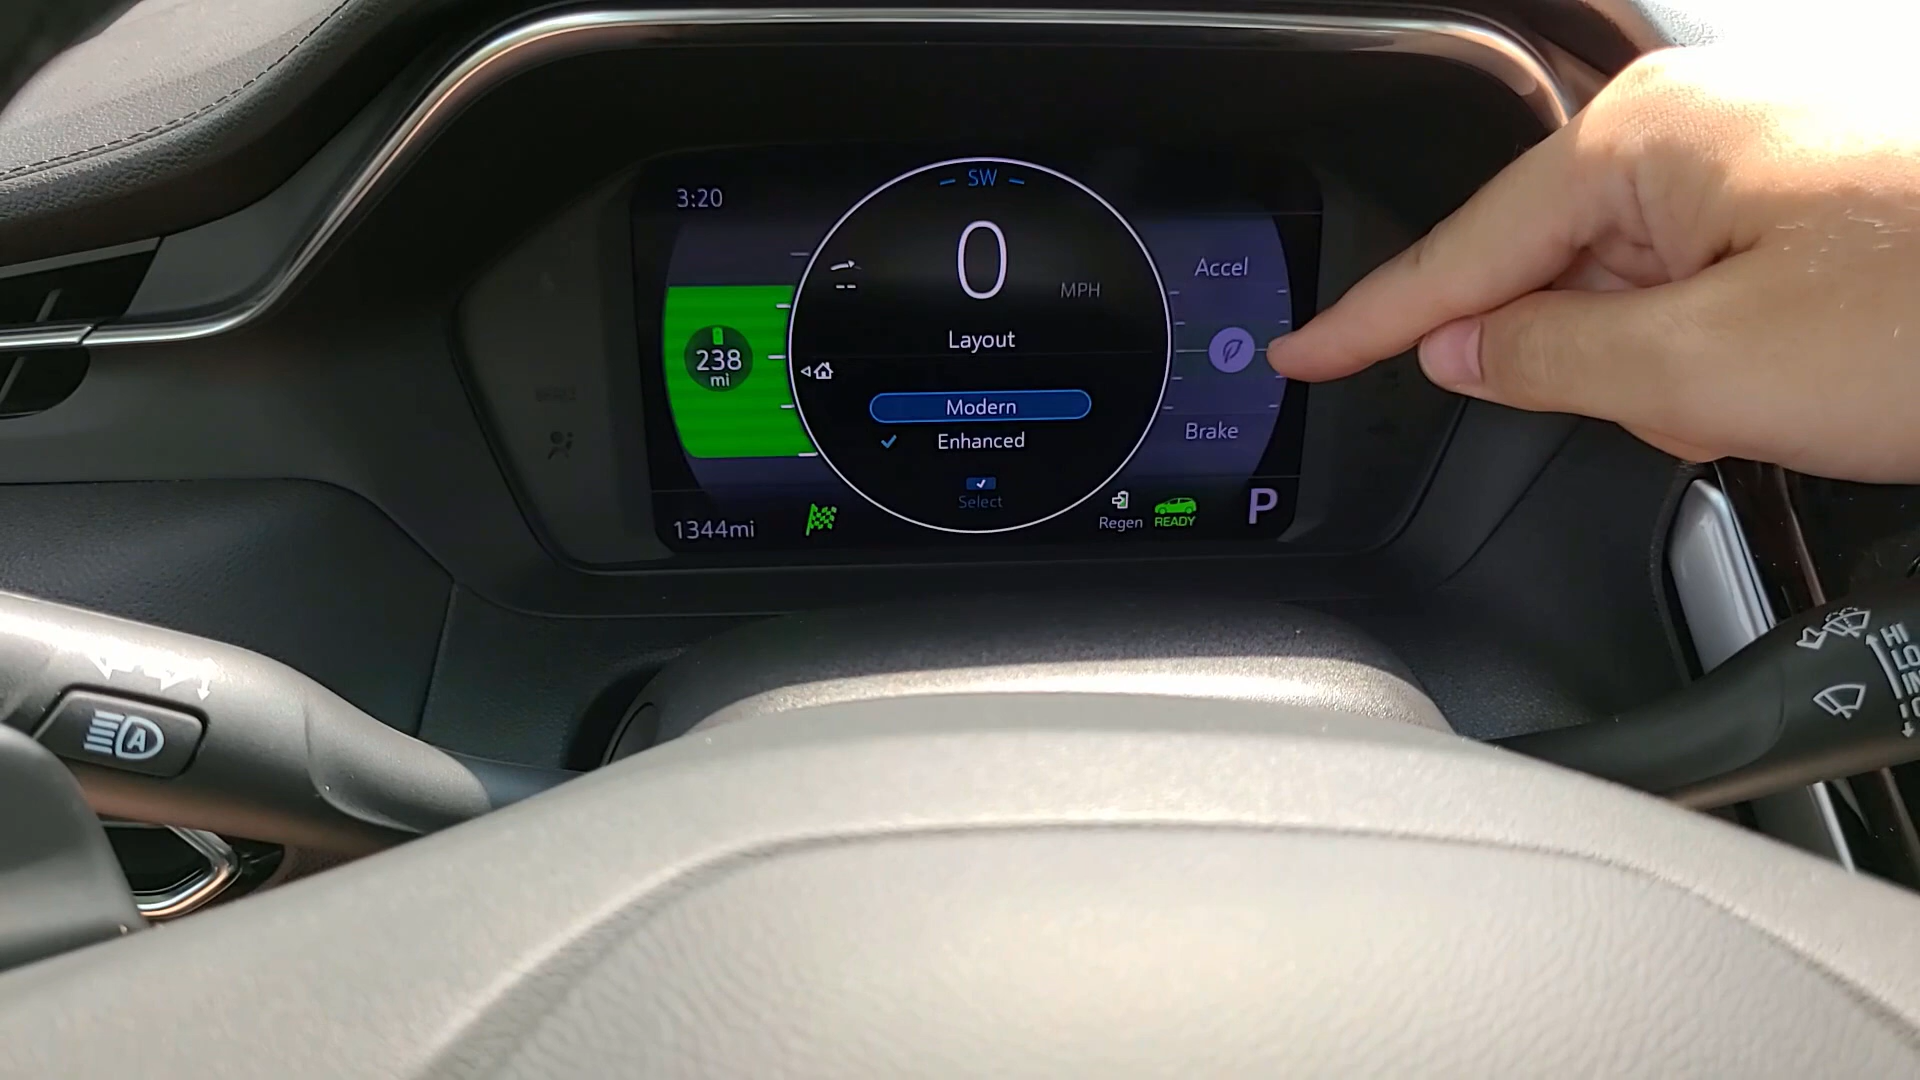 3:20
SW
0
MPH
Accel
Layout
238
mi
Modern
Enhanced
Brake
Select
1344mi
Regen
READY
P
A
HI
LO